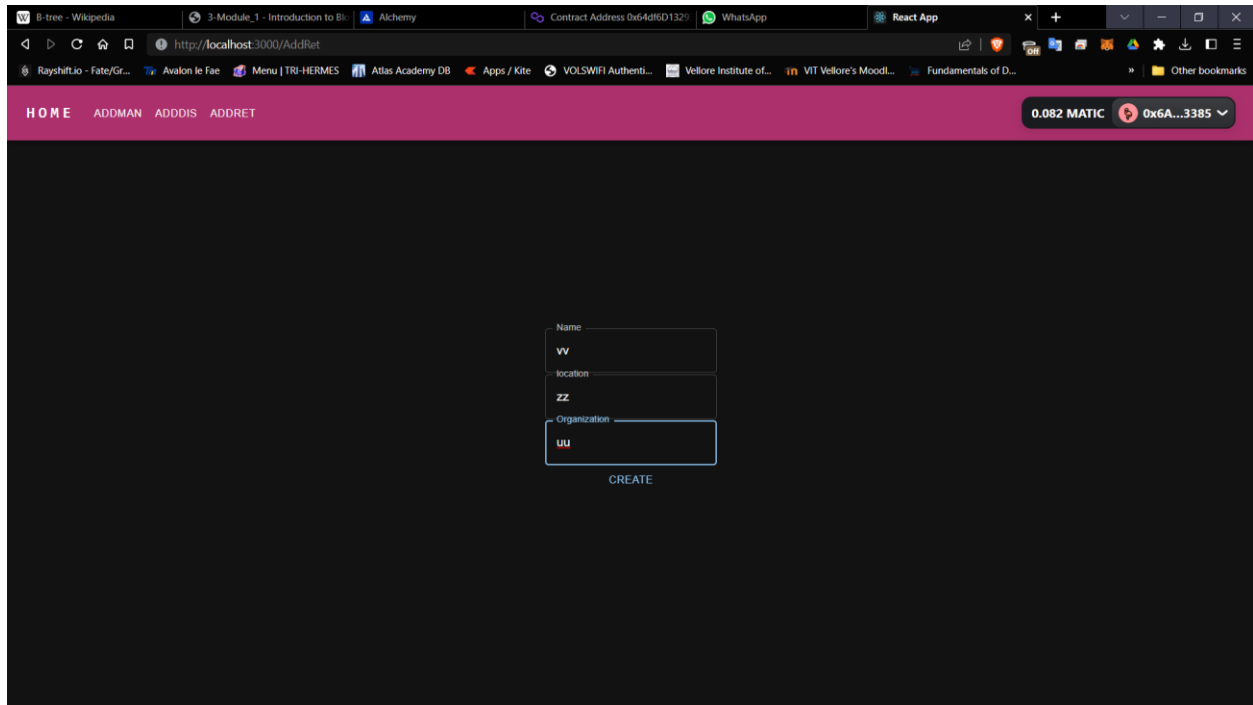 B-tree - Wikipedia
3-Module_1 - Introduction to Blo
Alchemy
Contract Address 0x64df6D1329
WhatsApp
React App
http://localhost:3000/AddRet
Off
Rayshift.io - Fate/Gr...
Avalon le Fae
Menu | TRI-HERMES
Atlas Academy DB
Apps / Kite
VOLSWIFI Authenti...
Vellore Institute of...
VIT Vellore's Moodl...
Fundamentals of D...
»
Other bookmarks
HOME
ADDMAN
ADDDIS
ADDRET
0.082 MATIC
0x6A...3385
Name
vv
location
zz
Organization
uu
CREATE